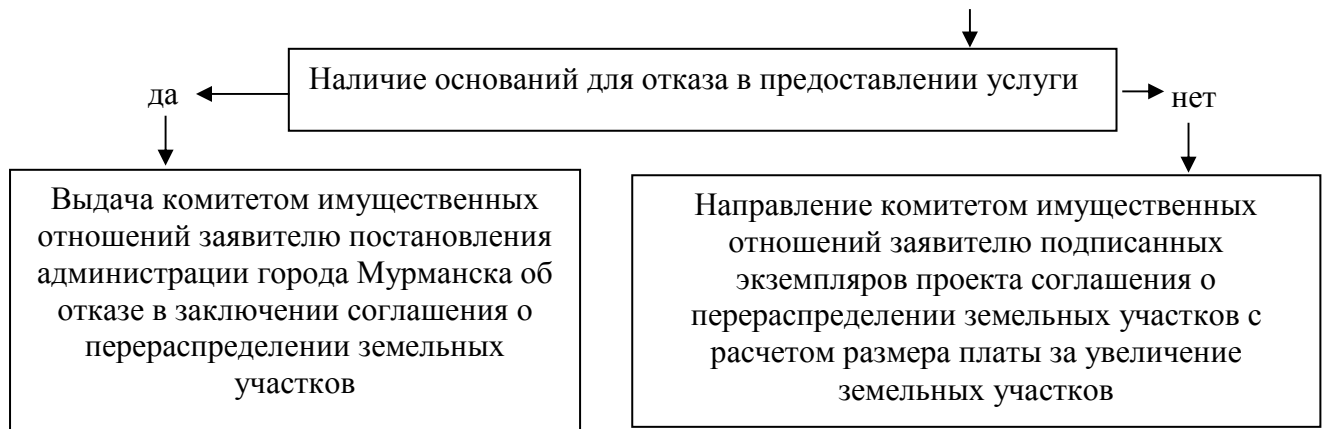 Наличие оснований для отказа в предоставлении услуги
да
нет
Выдача комитетом имущественных
отношений заявителю постановления
администрации города Мурманска об
отказе в заключении соглашения о
перераспределении земельных
участков
Направление комитетом имущественных
отношений заявителю подписанных
экземпляров проекта соглашения о
перераспределении земельных участков с
расчетом размера платы за увеличение
земельных участков